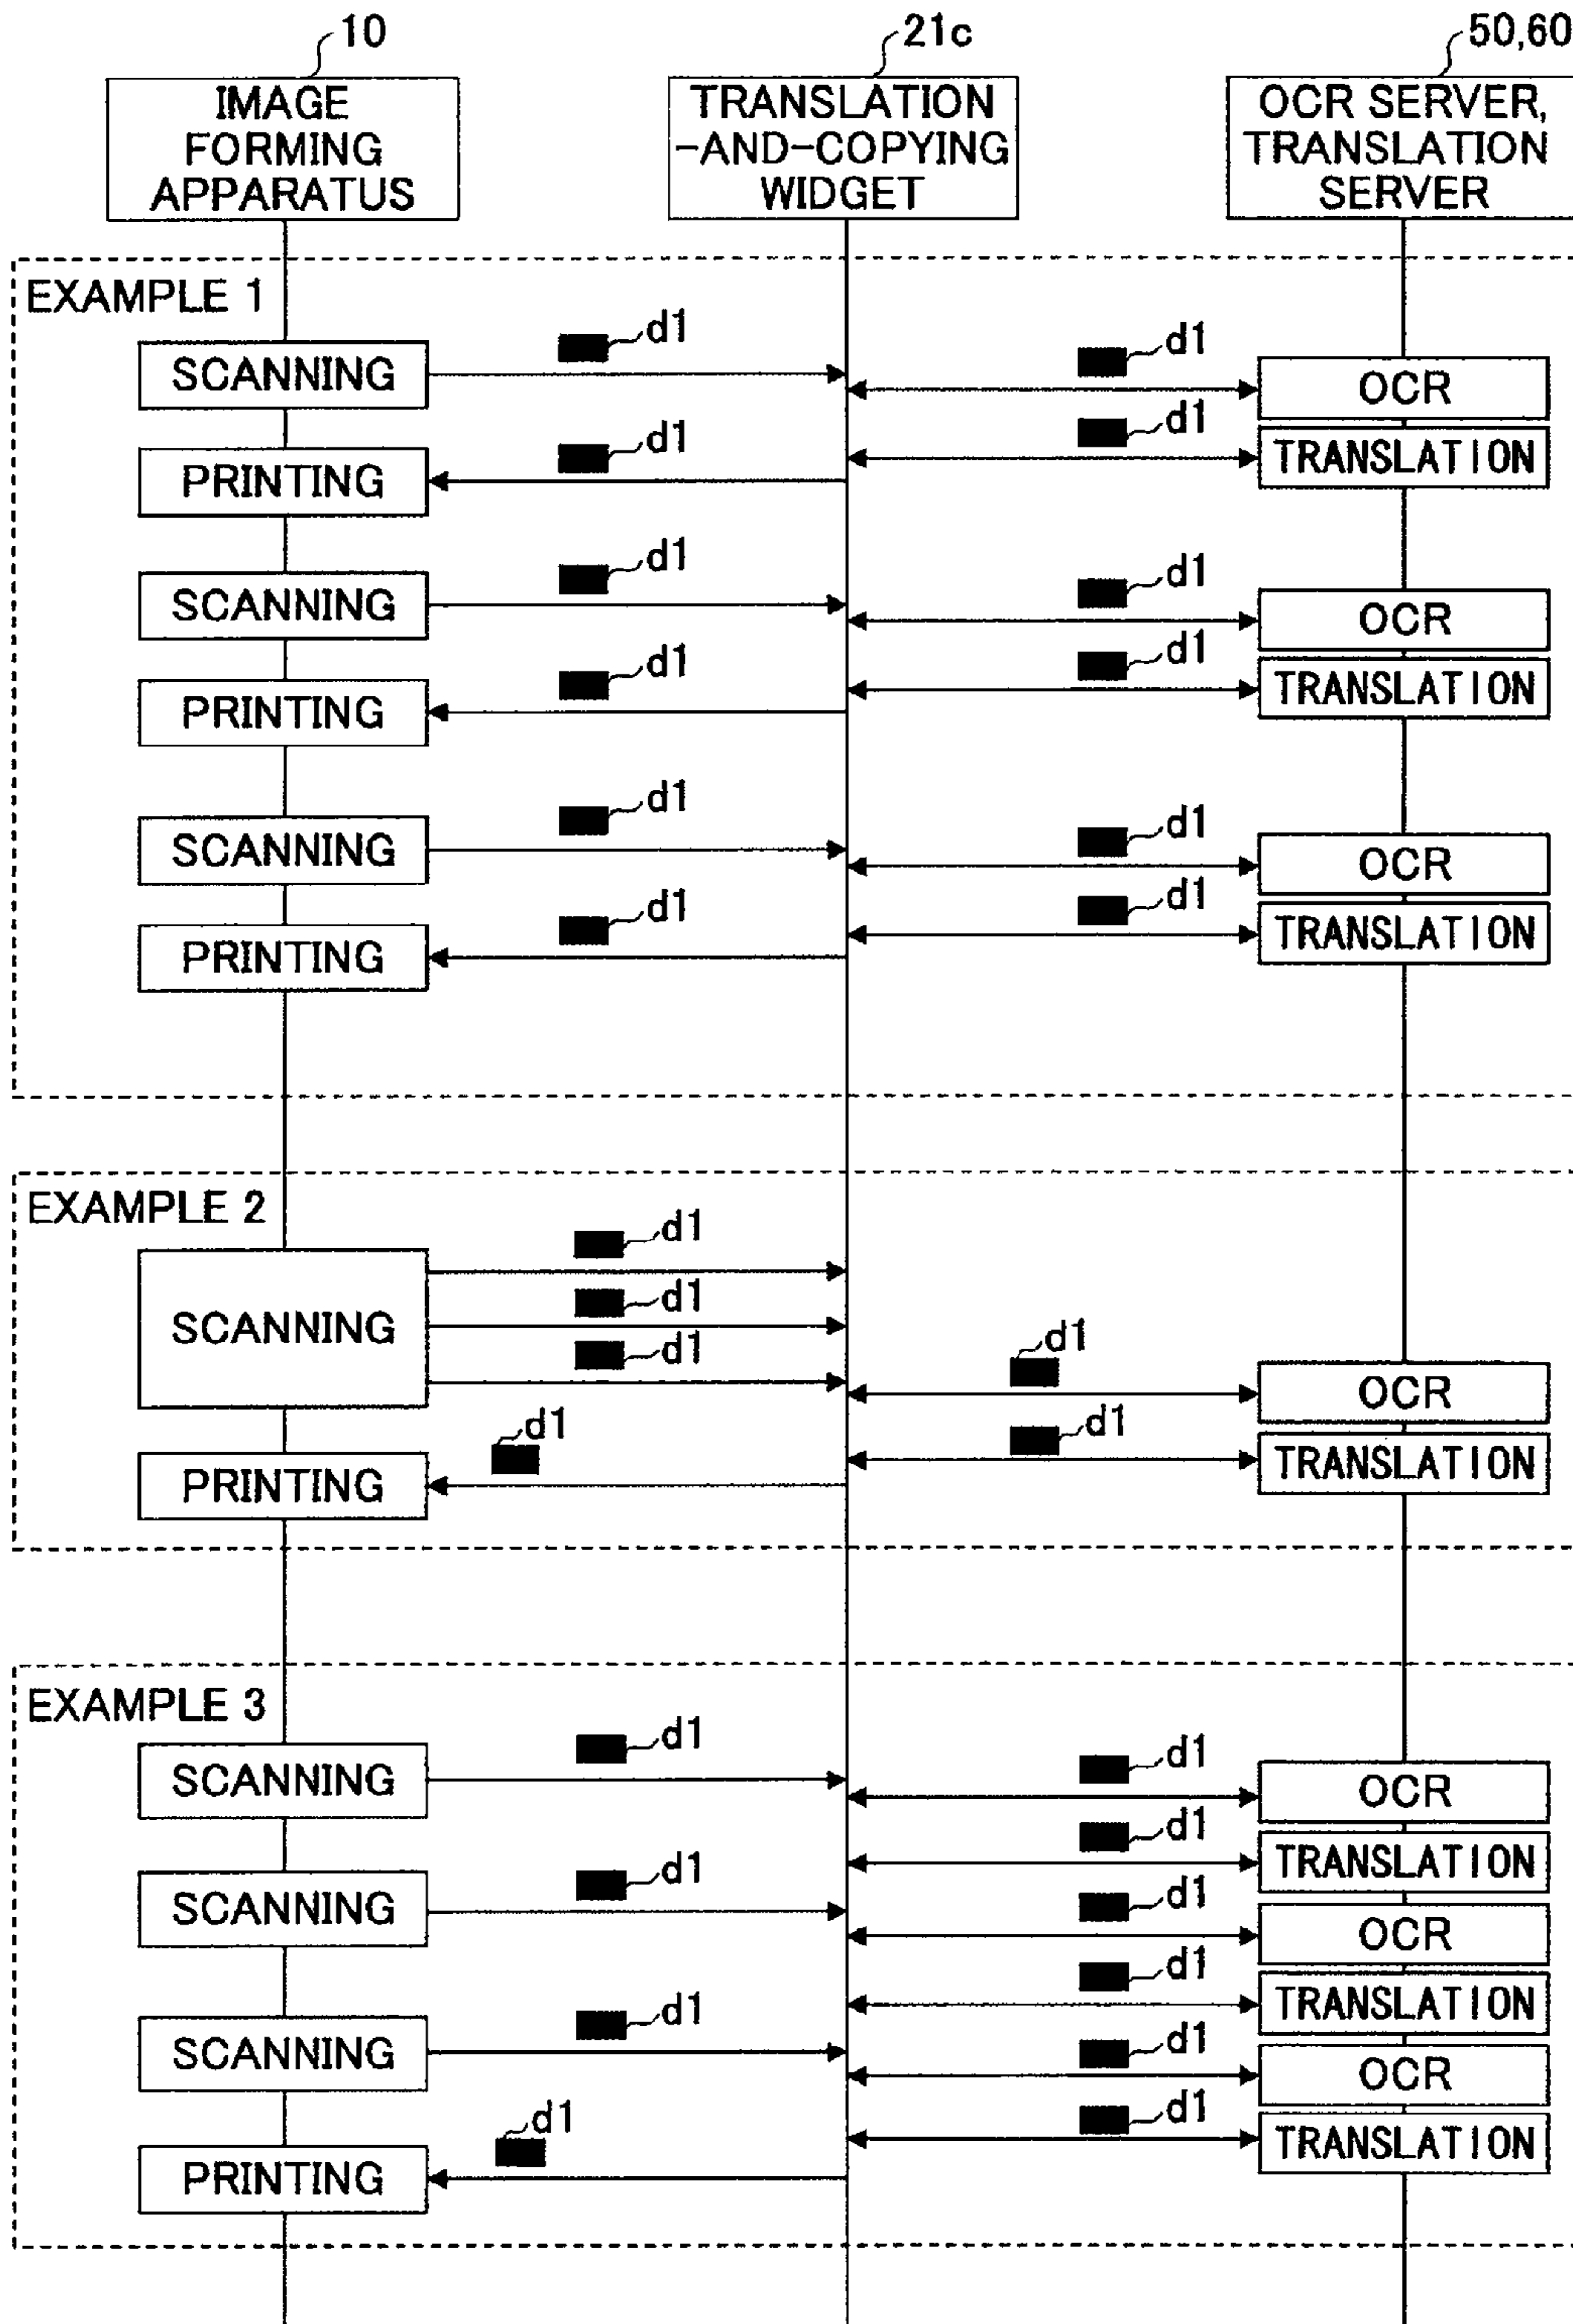 10
21c
50,60
IMAGE
FORMING
APPARATUS
TRANSLATION
-AND-COPYING
WIDGET
OCR SERVER,
TRANSLATION
SERVER
EXAMPLE 1
d1
d1
SCANNING
OCR
d1
d1
PRINTING
TRANSLATION
d1
d1
SCANNING
OCR
d1
d1
PRINTING
TRANSLATION
d1
d1
SCANNING
OCR
d1
d1
PRINTING
TRANSLATION
EXAMPLE 2
d1
d1
SCANNING
d1
d1
OCR
d1
d1
PRINTING
TRANSLATION
EXAMPLE 3
d1
d1
SCANNING
OCR
d1
TRANSLATION
d1
SCANNING
d1
OCR
d1
TRANSLATION
d1
SCANNING
d1
OCR
d1
TRANSLATION
d1
PRINTING